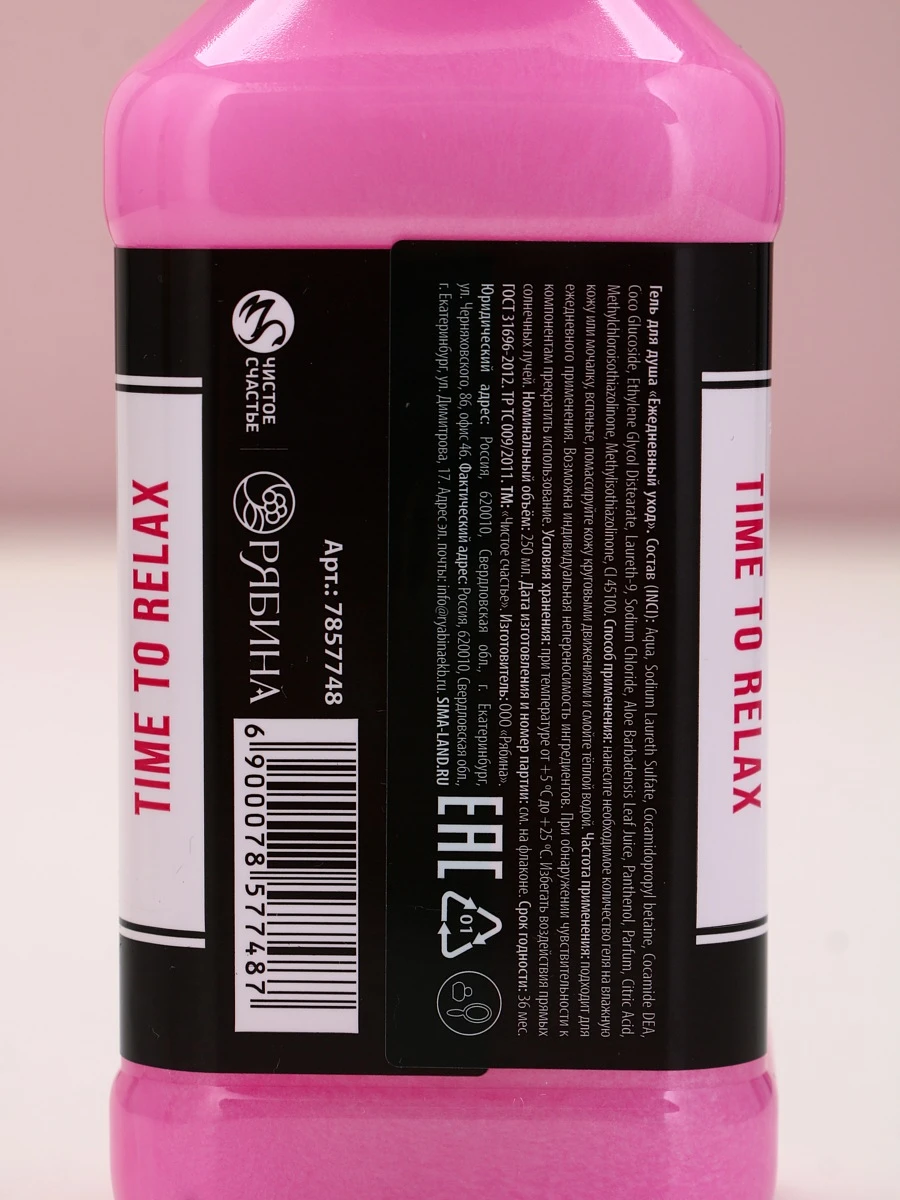 TIME TO RELAX
ЧИСТОЕ
СЧАСТЬЕ
РЯБИНА
Арт.: 7857748
6 900078 577487
Гель для душа «Ежедневный уход». Состав (INCI): Aqua, Sodium Laureth Sulfate, Cocamidopropyl betaine, Cocamide DEA,
Coco Glucoside, Ethylene Glycol Distearate, Laureth-9, Sodium Chloride, Aloe Barbadensis Leaf Juice, Panthenol, Parfum, Citric Acid,
Methylchloroisothiazolinone, Methylisothiazolinone, CI 45100. Способ применения: нанесите необходимое количество геля на влажную
кожу или мочалку, вспеньте, помассируйте кожу круговыми движениями и смойте тёплой водой. Частота применения: подходит для
ежедневного применения. Возможна индивидуальная непереносимость ингредиентов. При обнаружении чувствительности к
компонентам прекратить использование. Условия хранения: при температуре от +5 °C до +25 °C. Избегать воздействия прямых
солнечных лучей. Номинальный объём: 250 мл. Дата изготовления и номер партии: см. на флаконе. Срок годности: 36 мес.
ГОСТ 31696-2012. ТР ТС 009/2011. ТМ: «Чистое счастье». Изготовитель: ООО «Рябина».
Юридический адрес: Россия, 620010, Свердловская обл., г. Екатеринбург,
ул. Черняховского, 86, офис 46. Фактический адрес: Россия, 620010, Свердловская обл.,
г. Екатеринбург, ул. Димитрова, 17. Адрес эл. почты: info@ryabinaekb.ru. SIMA-LAND.RU
EAC
01
TIME TO RELAX